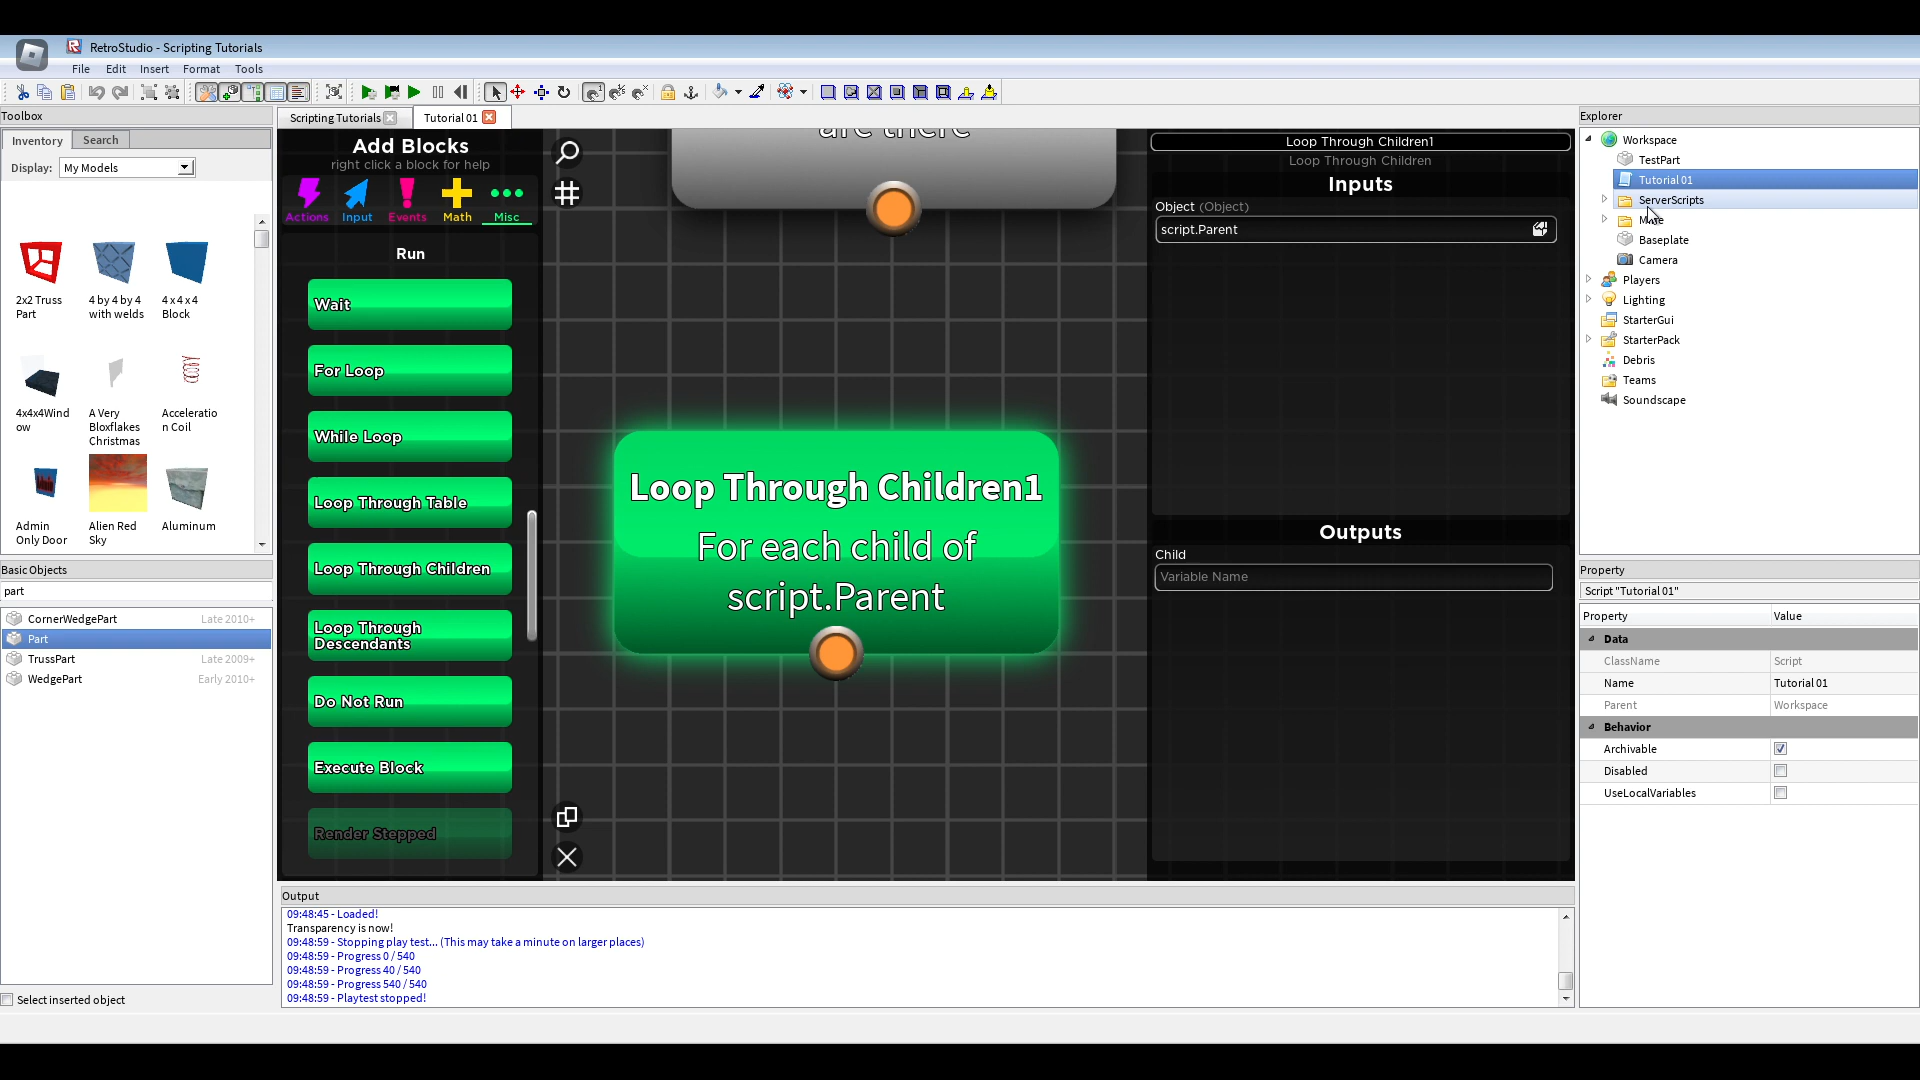 RetroStudio - Scripting Tutorials
File Edit Insert Format Tools
Toolbox
Inventory Search
Display: My Models
2x2 Truss
Part
4 by 4 by 4
with welds
4 x 4 x 4
Block
4x4x4Wind
ow
A Very
Bloxflakes
Christmas
Acceleratio
n Coil
Admin
Only Door
Alien Red
Sky
Aluminum
Basic Objects
part
CornerWedgePart Late 2010+
Part
TrussPart Late 2009+
WedgePart Early 2010+
Select inserted object
Scripting Tutorials Tutorial 01
Add Blocks
right click a block for help
Actions Input Events Math Misc
Run
Wait
For Loop
While Loop
Loop Through Table
Loop Through Children
Loop Through
Descendants
Do Not Run
Execute Block
Render Stepped
are there
Loop Through Children1
For each child of
script.Parent
Loop Through Children1
Loop Through Children
Inputs
Object (Object)
script.Parent
Outputs
Child
Variable Name
Output
09:48:45 - Loaded!
Transparency is now!
09:48:59 - Stopping play test... (This may take a minute on larger places)
09:48:59 - Progress 0 / 540
09:48:59 - Progress 40 / 540
09:48:59 - Progress 540 / 540
09:48:59 - Playtest stopped!
Explorer
Workspace
TestPart
Tutorial 01
ServerScripts
Baseplate
Camera
Players
Lighting
StarterGui
StarterPack
Debris
Teams
Soundscape
Property
Script "Tutorial 01"
Property Value
Data
ClassName Script
Name Tutorial 01
Parent Workspace
Behavior
Archivable
Disabled
UseLocalVariables